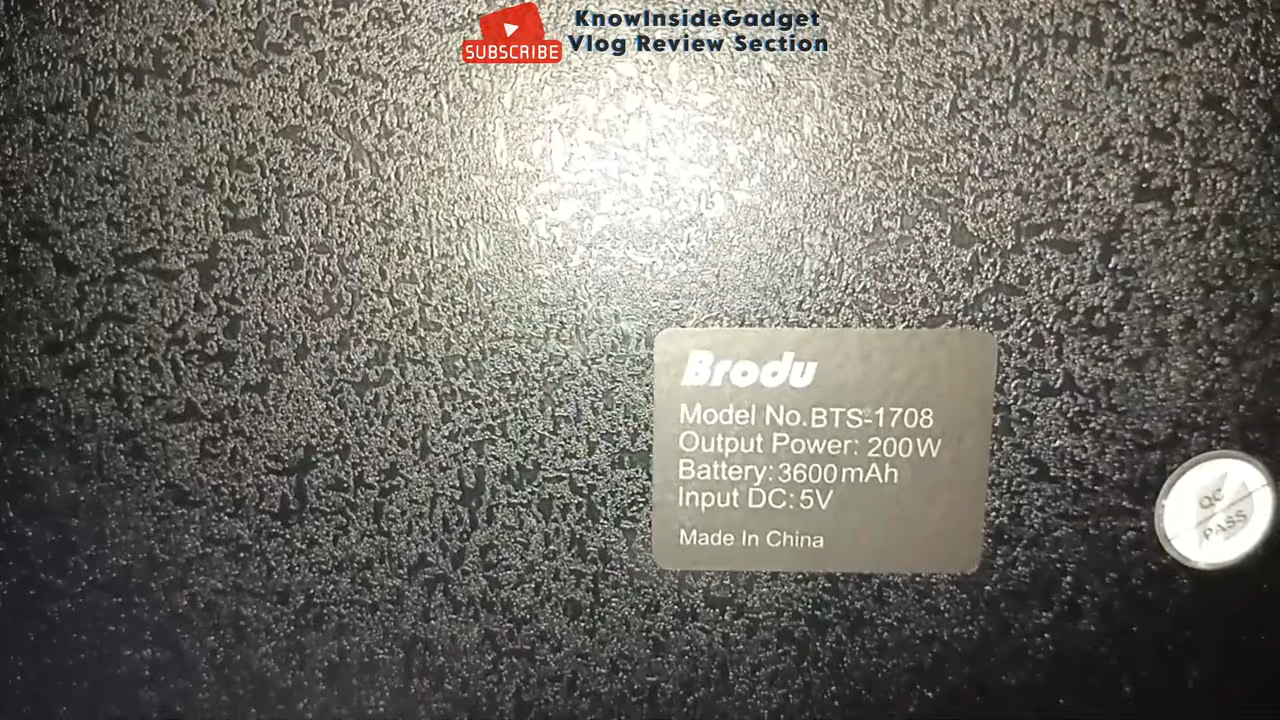 SUBSCRIBE
KnowInsideGadget
Vlog Review Section
Brodu
Model No.BTS-1708
Output Power: 200W
Battery:3600mAh
Input DC:5V
Made In China
QC
PASS